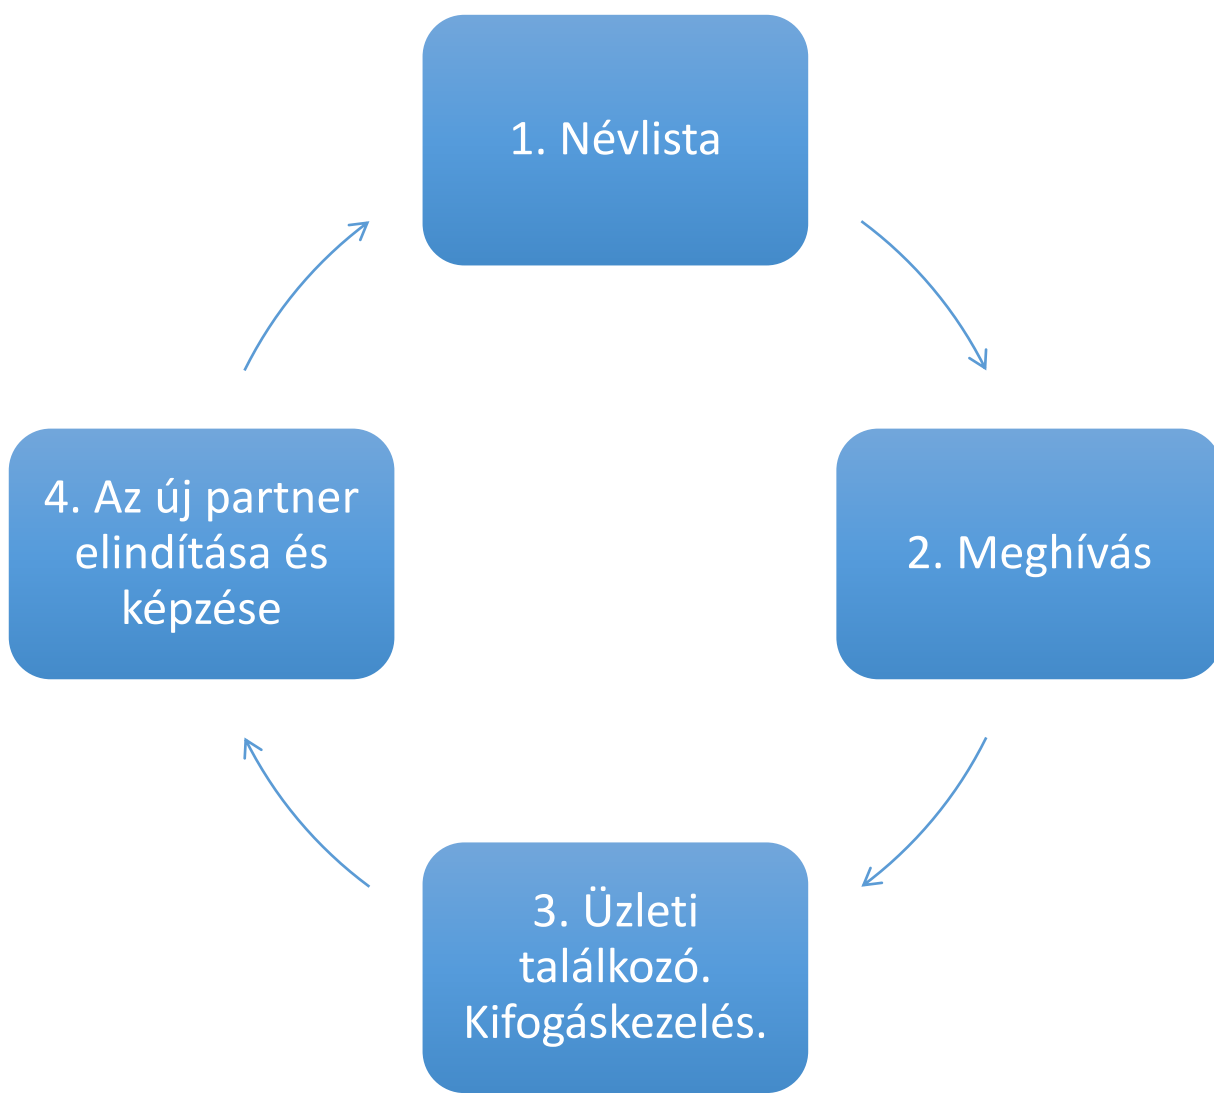 1. Névlista
2. Meghívás
3. Üzleti
találkozó.
Kifogáskezelés.
4. Az új partner
elindítása és
képzése